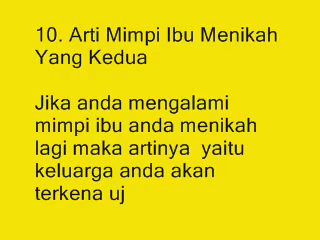 10. Arti Mimpi Ibu Menikah
Yang Kedua
Jika anda mengalami
mimpi ibu anda menikah
lagi maka artinya  yaitu
keluarga anda akan
terkena uj